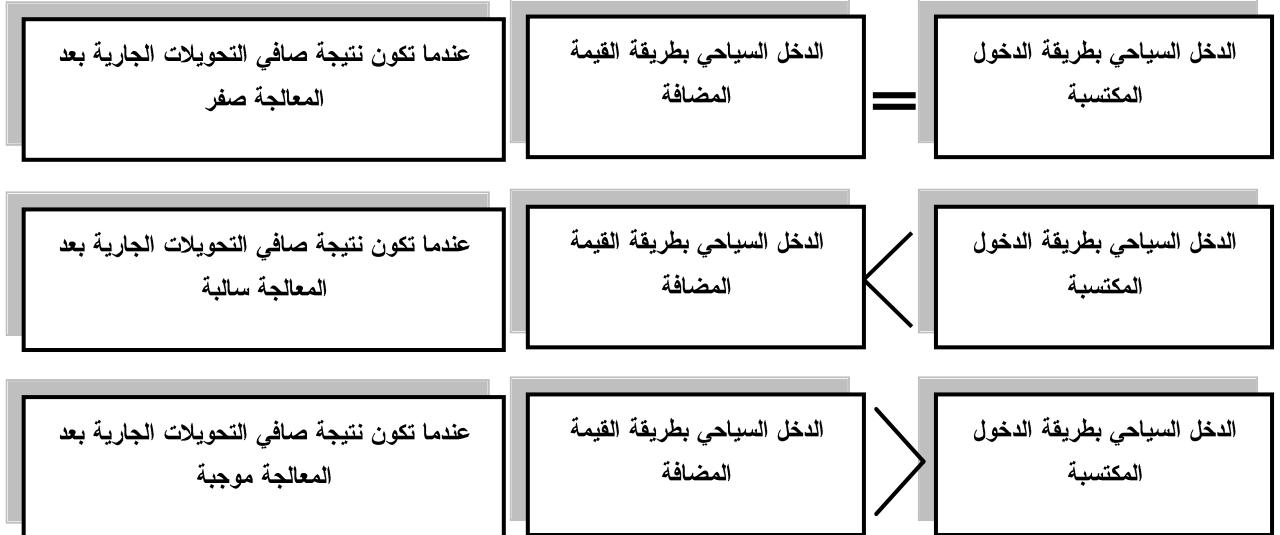 الدخل السياحي بطريقة الدخول
المكتسبة
=
الدخل السياحي بطريقة القيمة
المضافة
عندما تكون نتيجة صافي التحويلات الجارية بعد
المعالجة صفر
الدخل السياحي بطريقة الدخول
المكتسبة
<
الدخل السياحي بطريقة القيمة
المضافة
عندما تكون نتيجة صافي التحويلات الجارية بعد
المعالجة سالبة
الدخل السياحي بطريقة الدخول
المكتسبة
>
الدخل السياحي بطريقة القيمة
المضافة
عندما تكون نتيجة صافي التحويلات الجارية بعد
المعالجة موجبة